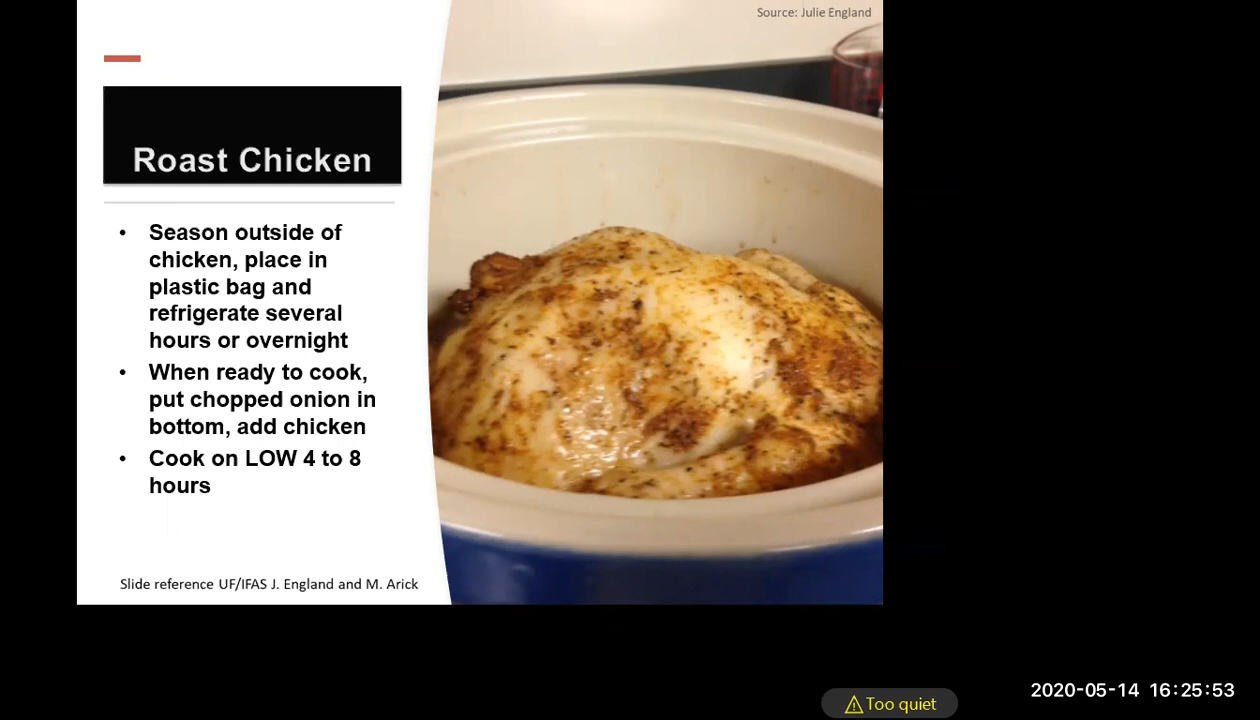 Source: Julie England
Roast Chicken
• Season outside of
chicken, place in
plastic bag and
refrigerate several
hours or overnight
• When ready to cook,
put chopped onion in
bottom, add chicken
• Cook on LOW 4 to 8
hours
Slide reference UF/IFAS J. England and M. Arick
Too quiet
2020-05-14 16:25:53